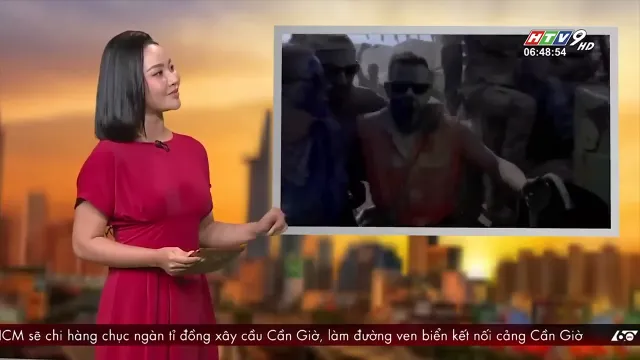 HTV9 HD
06:48:54
HCM sẽ chi hàng chục ngàn tỉ đồng xây cầu Cần Giờ, làm đường ven biển kết nối cảng Cần Giờ